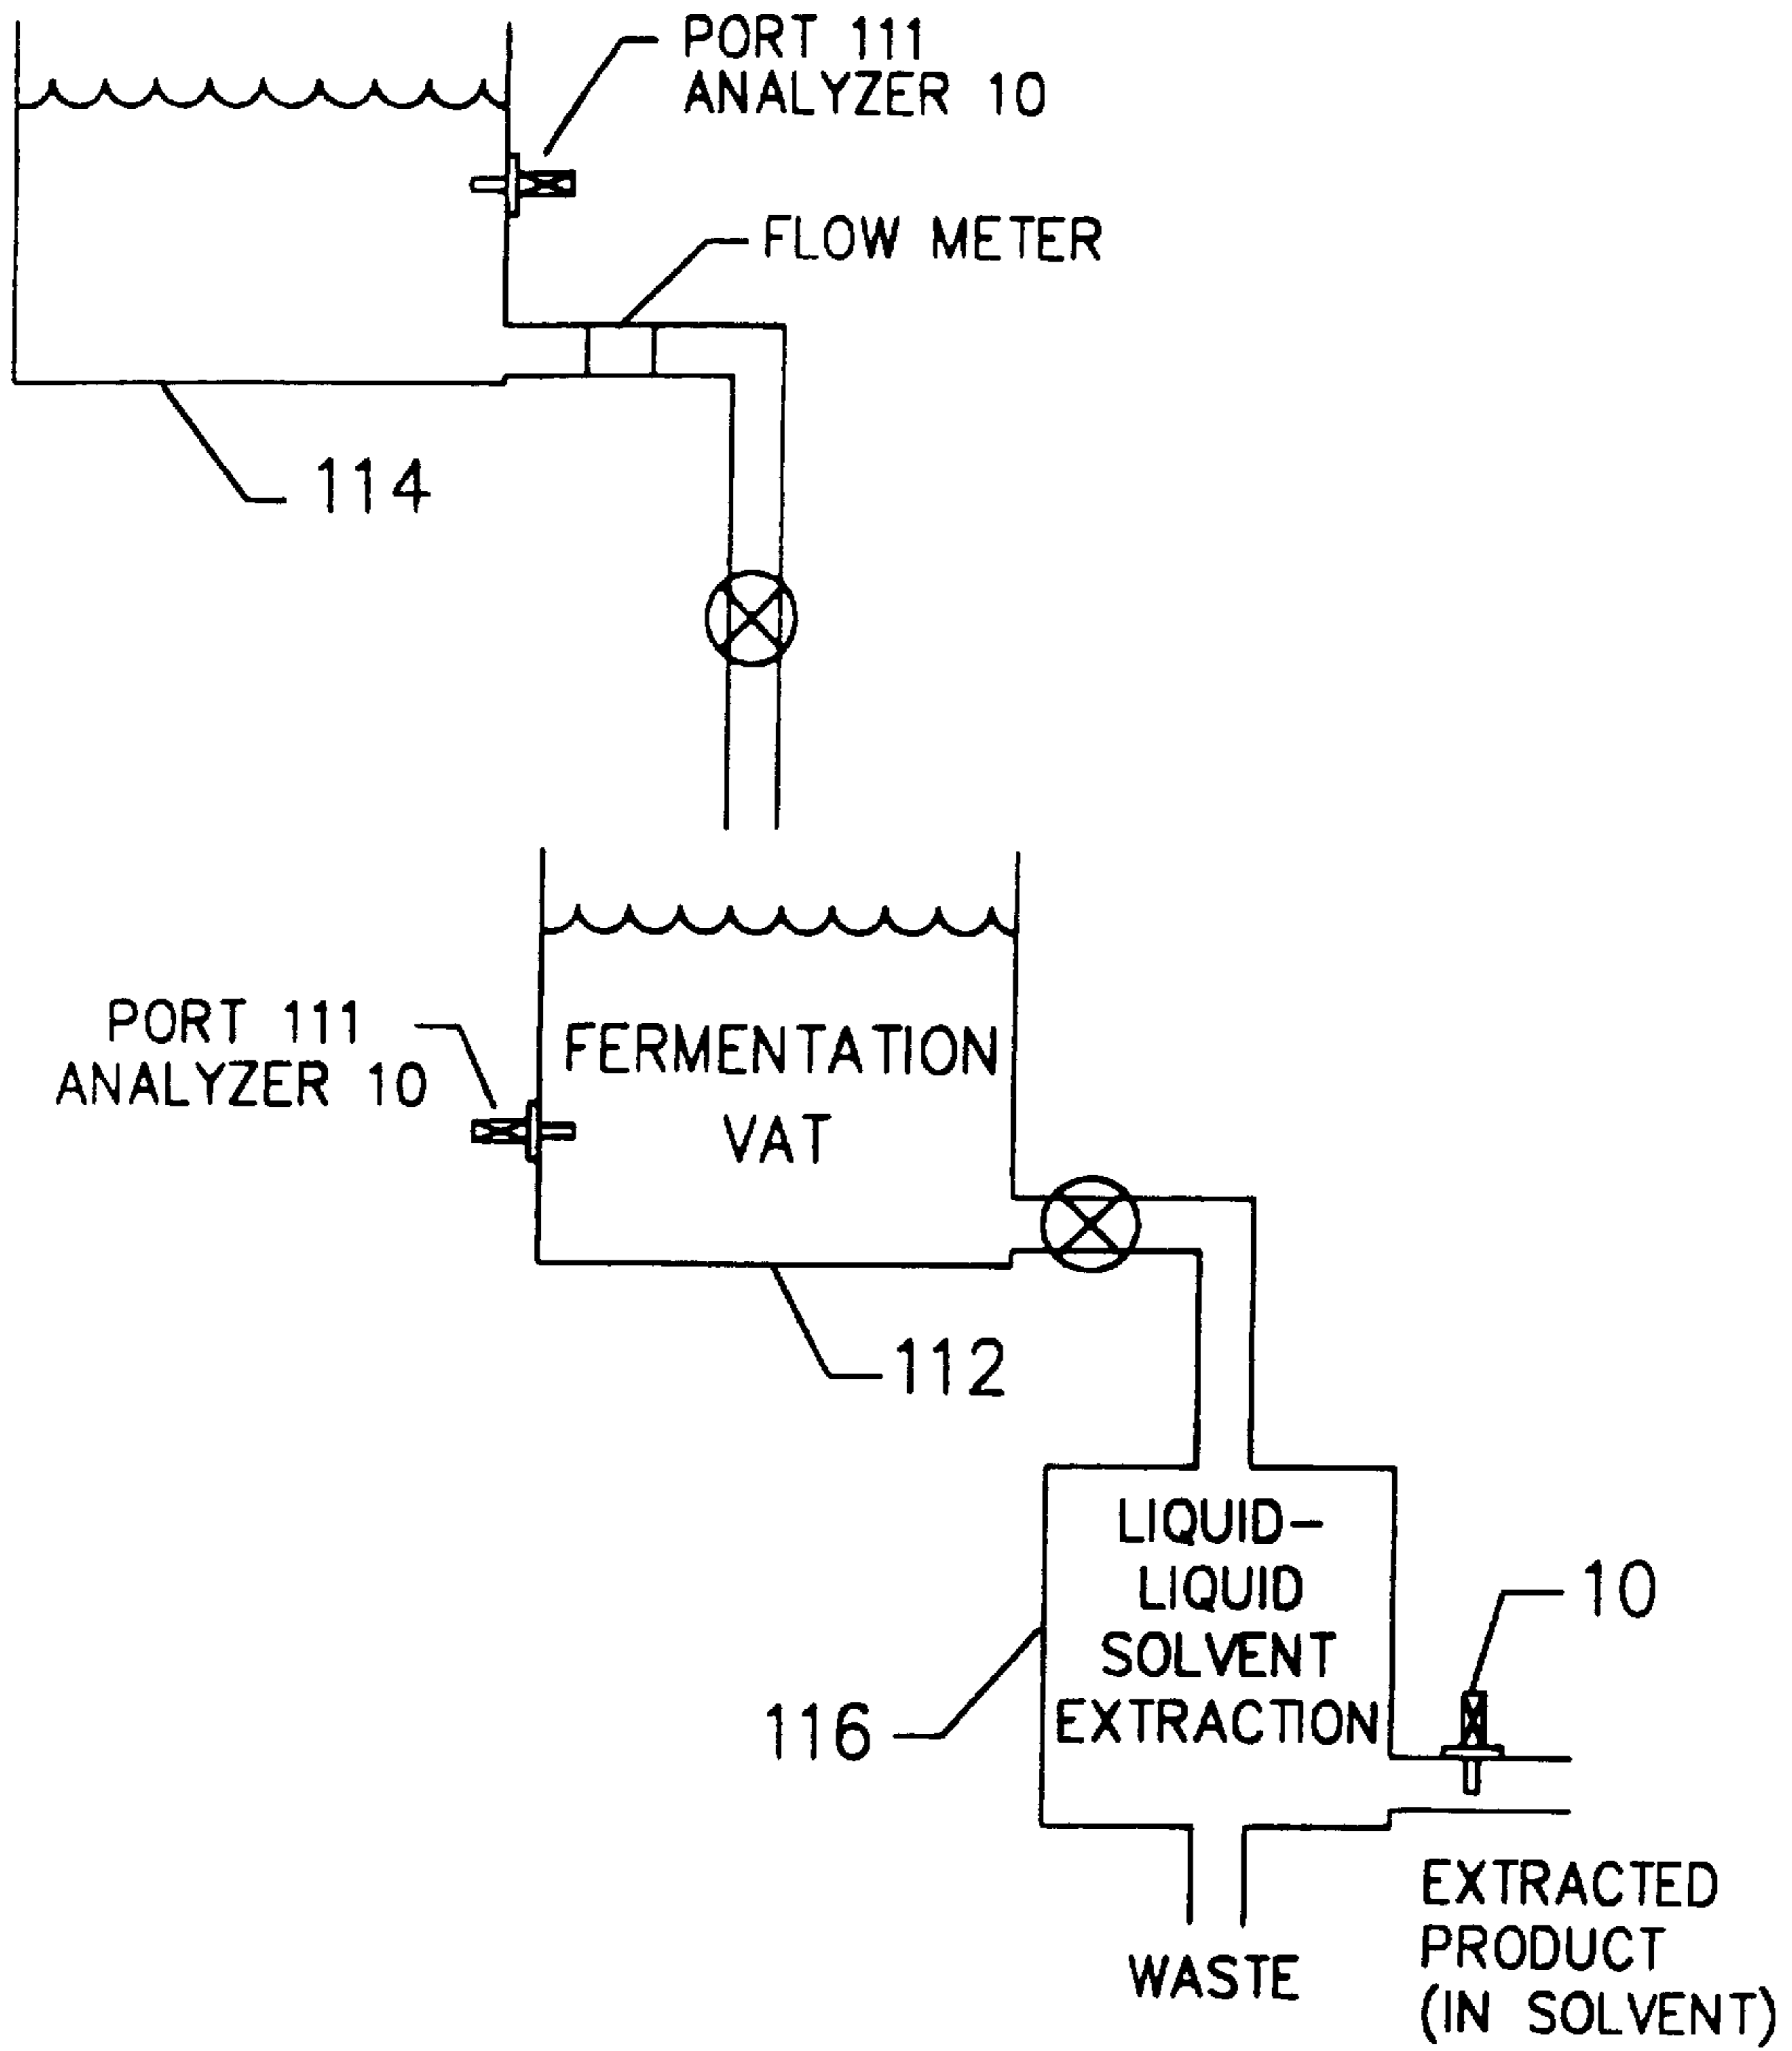 PORT 111
ANALYZER 10
FLOW METER
114
PORT 111
ANALYZER 10
FERMENTATION
VAT
112
LIQUID-
LIQUID
SOLVENT
EXTRACTION
10
116
EXTRACTED
PRODUCT
(IN SOLVENT)
WASTE